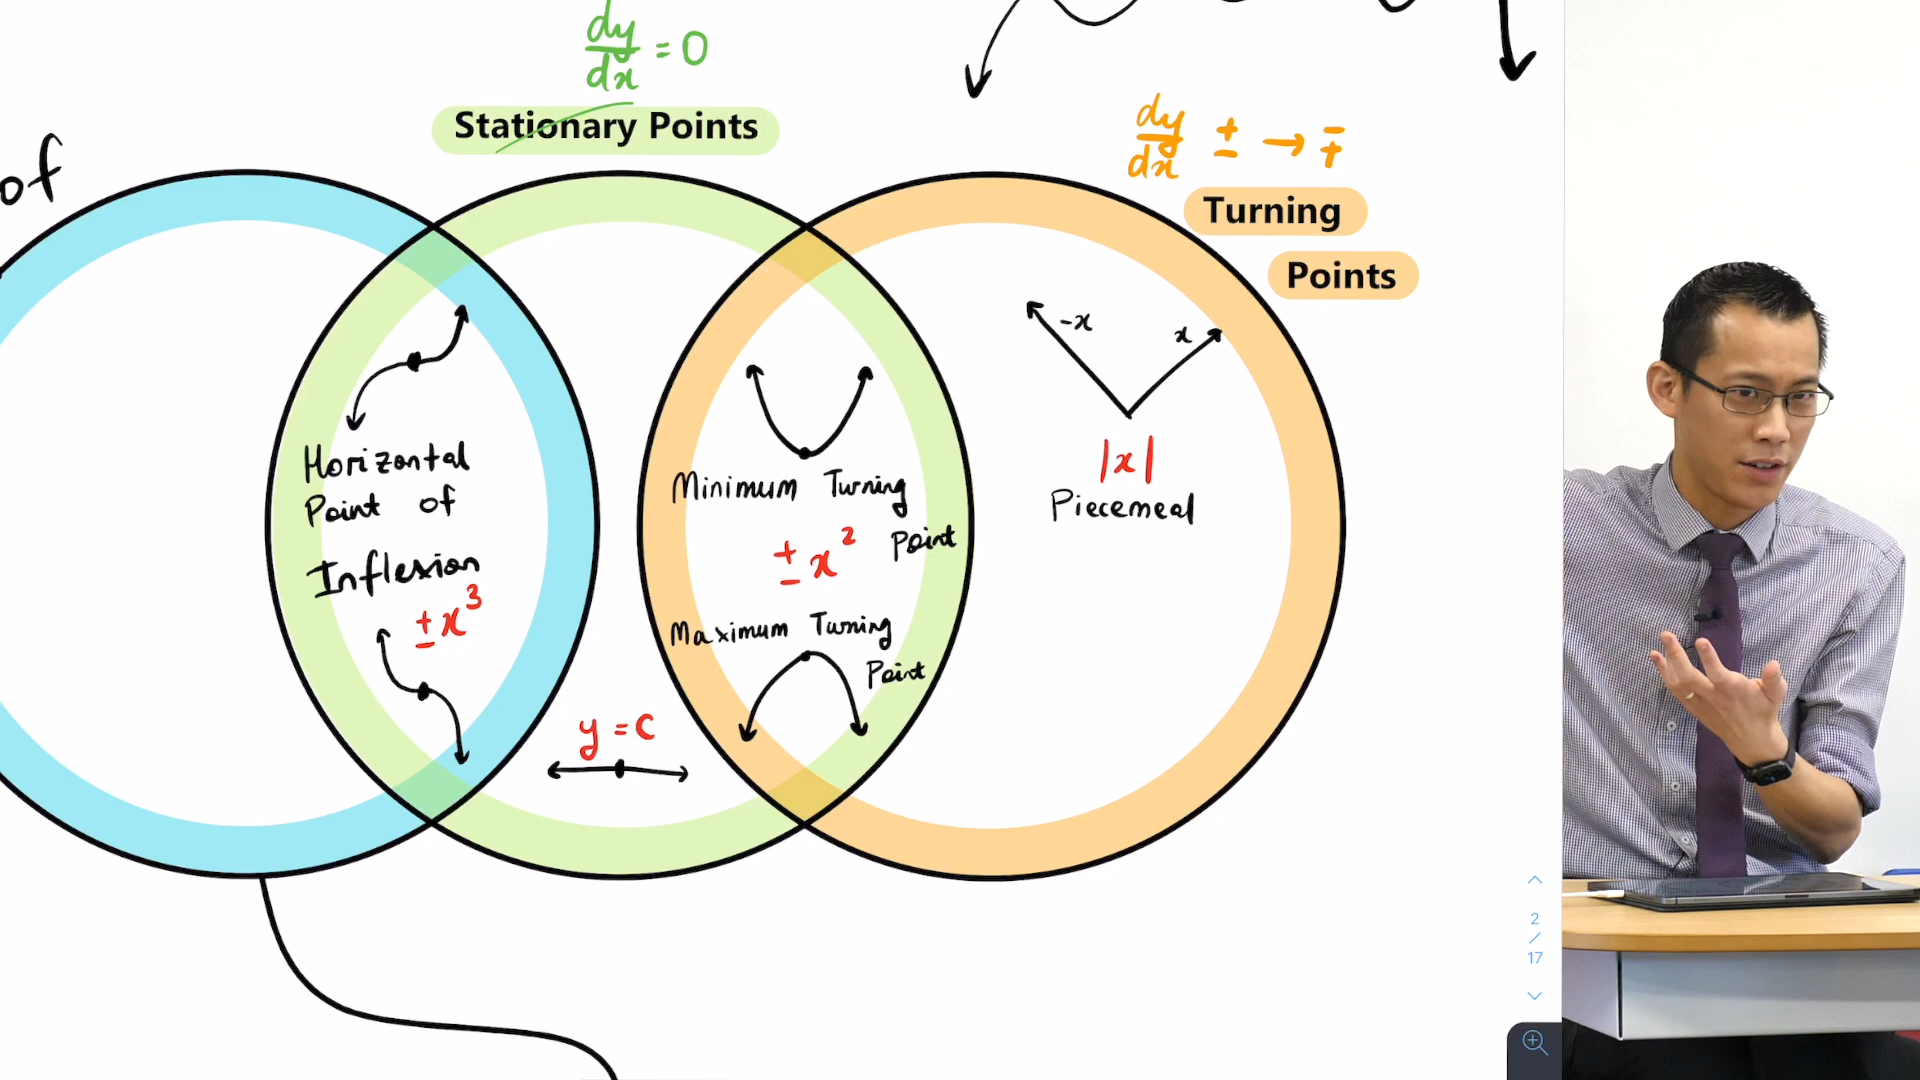 dy
dx = 0
Stationary Points
of
dy
dx ± → ∓
Turning
Points
-x
x
|x|
Piecemeal
Horizontal
Point of
Inflexion
±x³
Minimum Turning
Point
±x²
Maximum Turning
Point
y = c
2
/
17